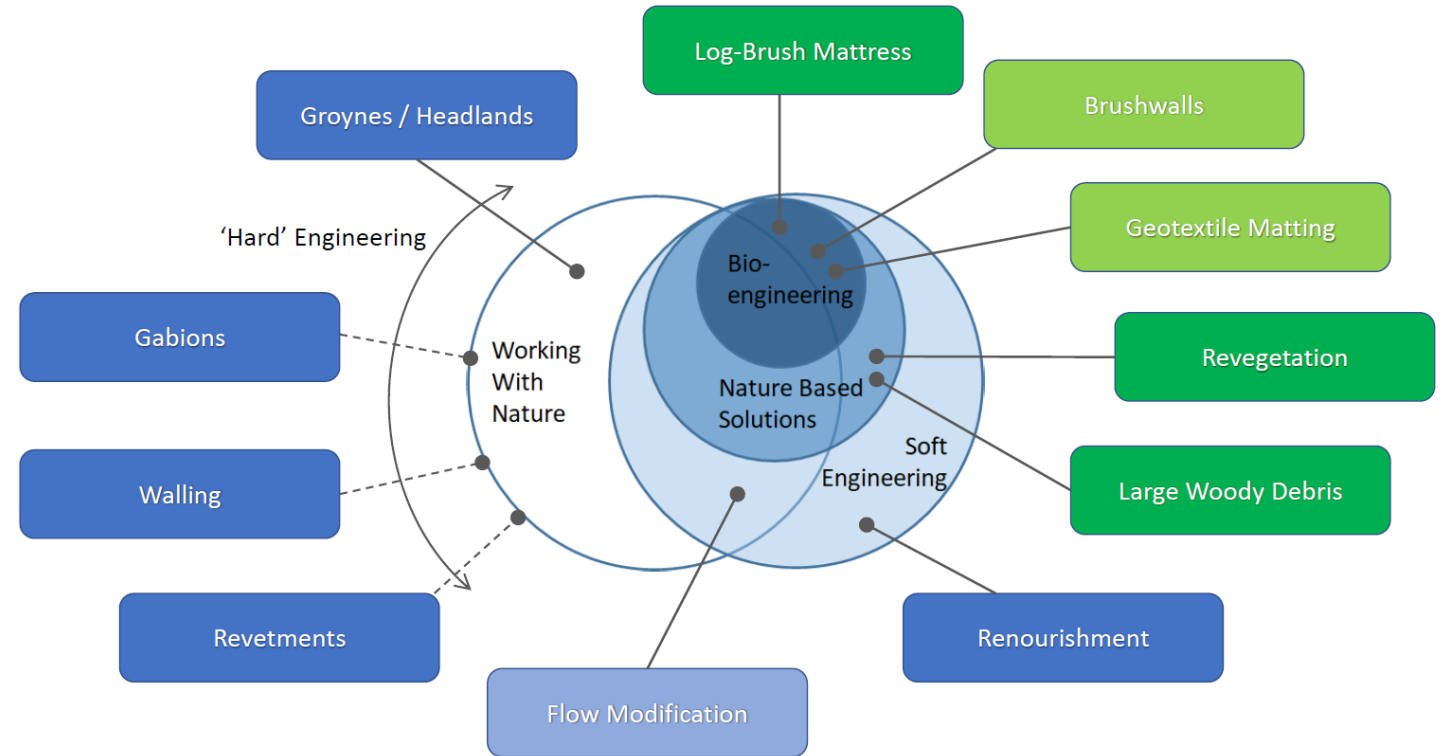 Log-Brush Mattress
Brushwalls
Groynes / Headlands
Geotextile Matting
‘Hard’ Engineering
Bio-
engineering
Gabions
Working
With
Nature
Revegetation
Nature Based
Solutions
Soft
Engineering
Walling
Large Woody Debris
Revetments
Renourishment
Flow Modification